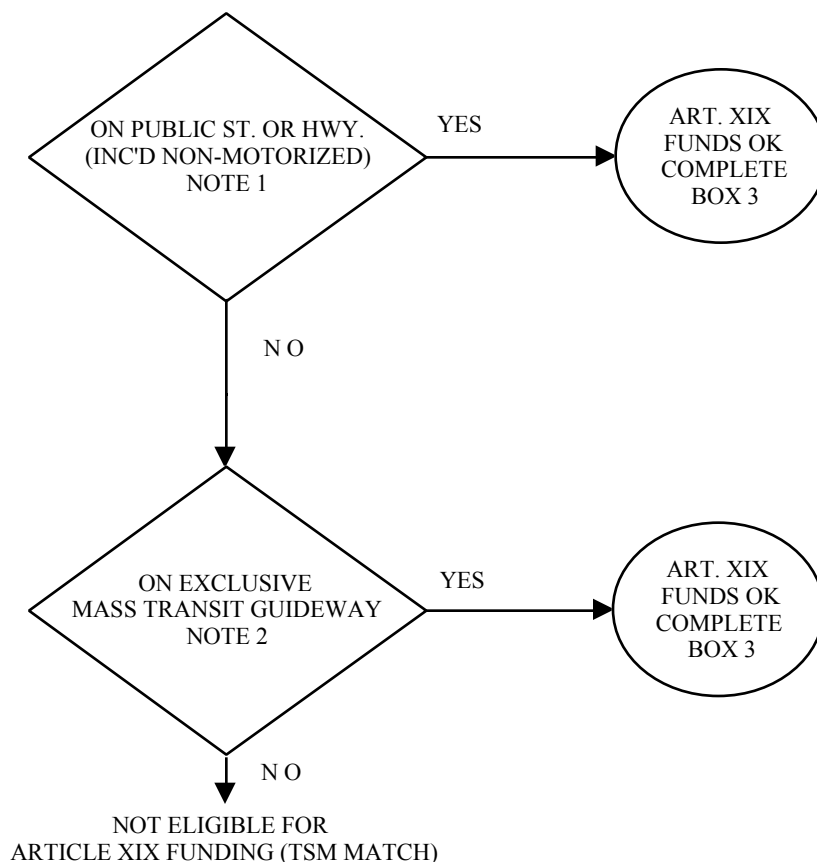 ON PUBLIC ST. OR HWY.
(INC'D NON-MOTORIZED)
NOTE 1
YES
ART. XIX
FUNDS OK
COMPLETE
BOX 3
N O
ON EXCLUSIVE
MASS TRANSIT GUIDEWAY
NOTE 2
YES
ART. XIX
FUNDS OK
COMPLETE
BOX 3
N O
NOT ELIGIBLE FOR
ARTICLE XIX FUNDING (TSM MATCH)